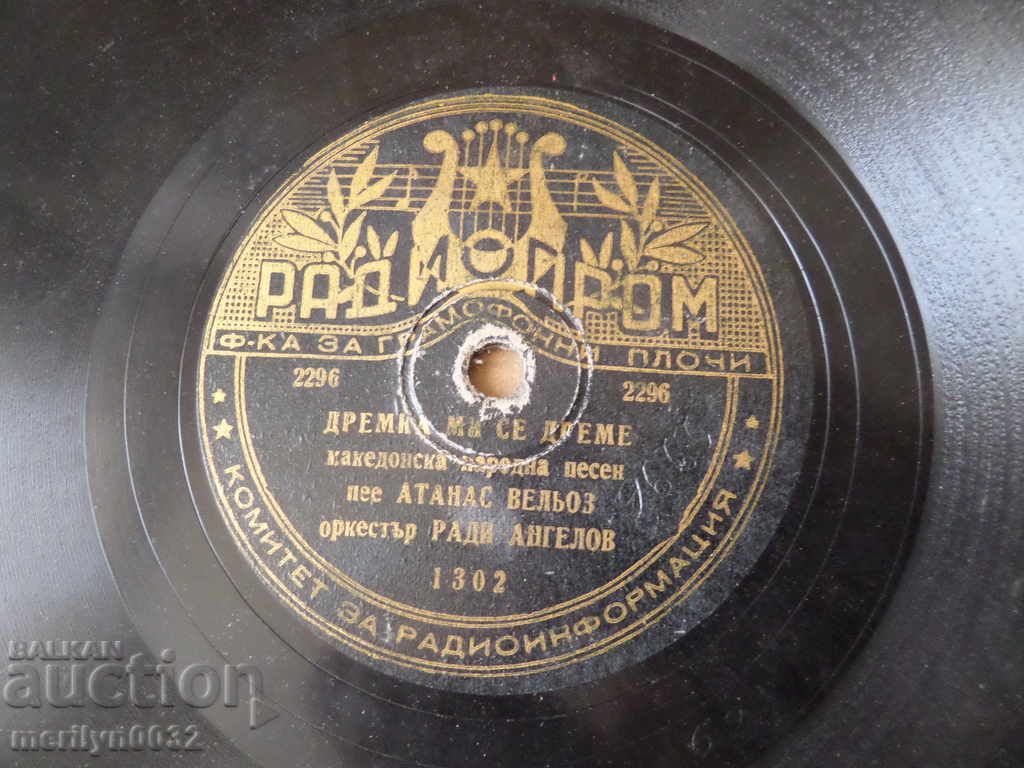 РАДИОПРОМ
Ф-КА ЗА ГРАМОФОННИ ПЛОЧИ
2296 2296
ДРЕМКА МИ СЕ ДРЕМЕ
македонска народна песен
пее АТАНАС ВЕЛЬОЗ
оркестър РАДИ АНГЕЛОВ
1302
КОМИТЕТ ЗА РАДИОИНФОРМАЦИЯ
BALKAN
auction
merilyn0032